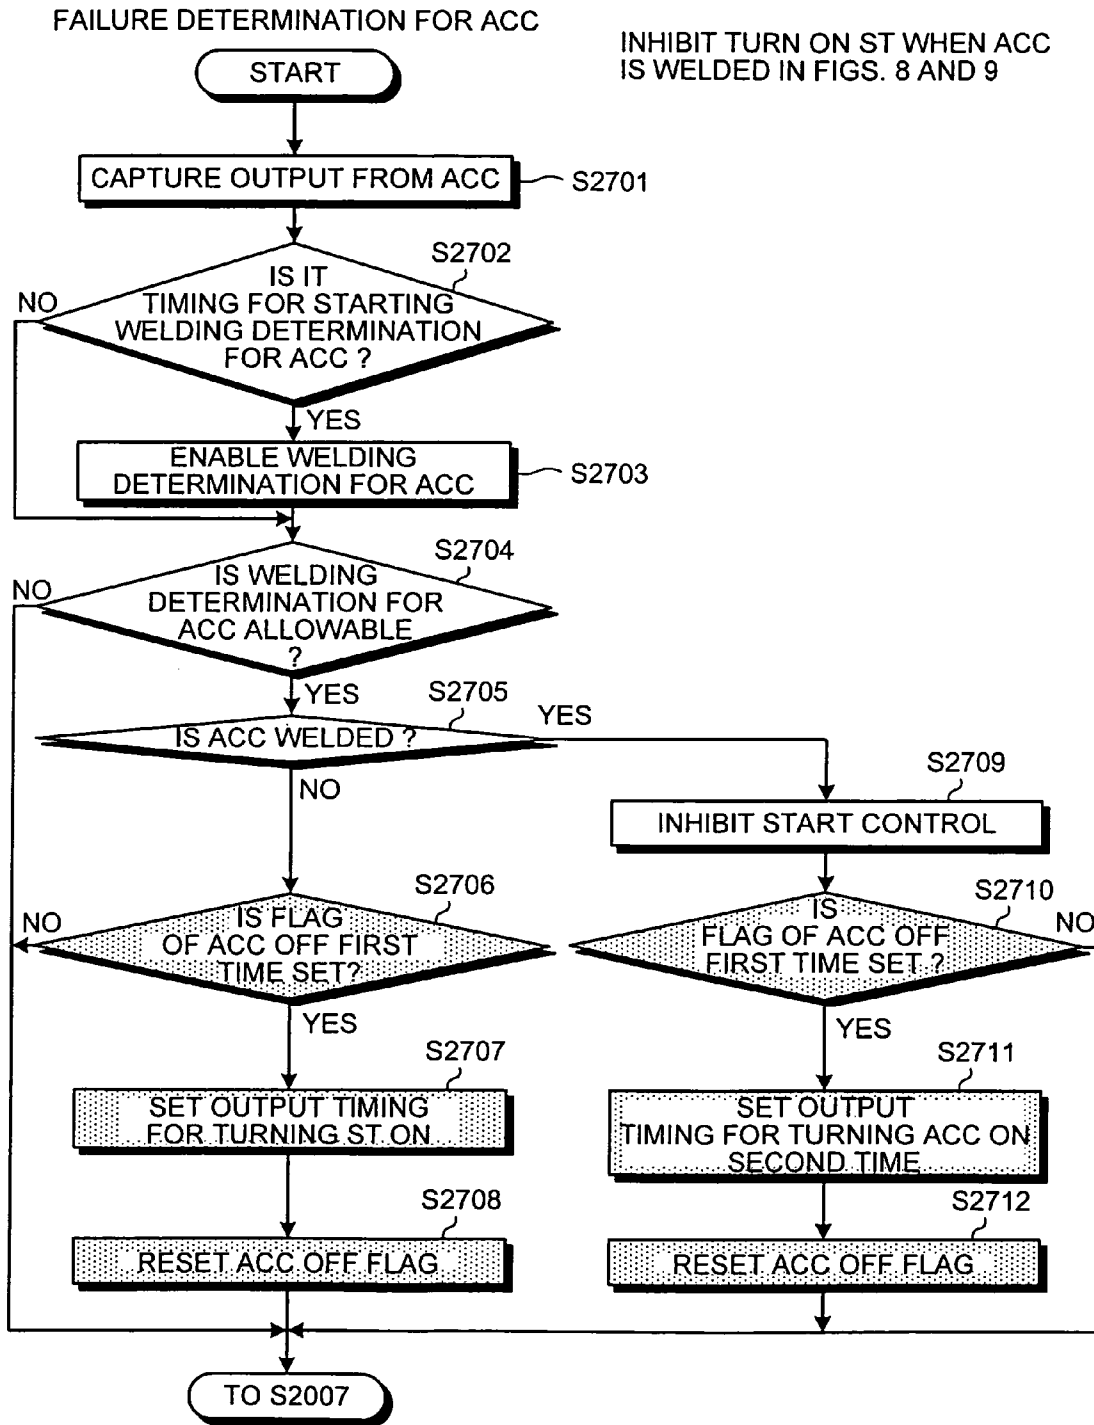 FAILURE DETERMINATION FOR ACC
INHIBIT TURN ON ST WHEN ACC
IS WELDED IN FIGS. 8 AND 9
START
CAPTURE OUTPUT FROM ACC
S2701
S2702
IS IT
TIMING FOR STARTING
WELDING DETERMINATION
FOR ACC ?
NO
YES
ENABLE WELDING
DETERMINATION FOR ACC
S2703
S2704
IS WELDING
DETERMINATION FOR
ACC ALLOWABLE
?
NO
YES
S2705
IS ACC WELDED ?
YES
NO
S2709
INHIBIT START CONTROL
S2706
IS FLAG
OF ACC OFF FIRST
TIME SET?
NO
YES
S2710
IS
FLAG OF ACC OFF
FIRST TIME SET ?
NO
YES
S2707
SET OUTPUT TIMING
FOR TURNING ST ON
S2711
SET OUTPUT
TIMING FOR TURNING ACC ON
SECOND TIME
S2708
RESET ACC OFF FLAG
S2712
RESET ACC OFF FLAG
TO S2007